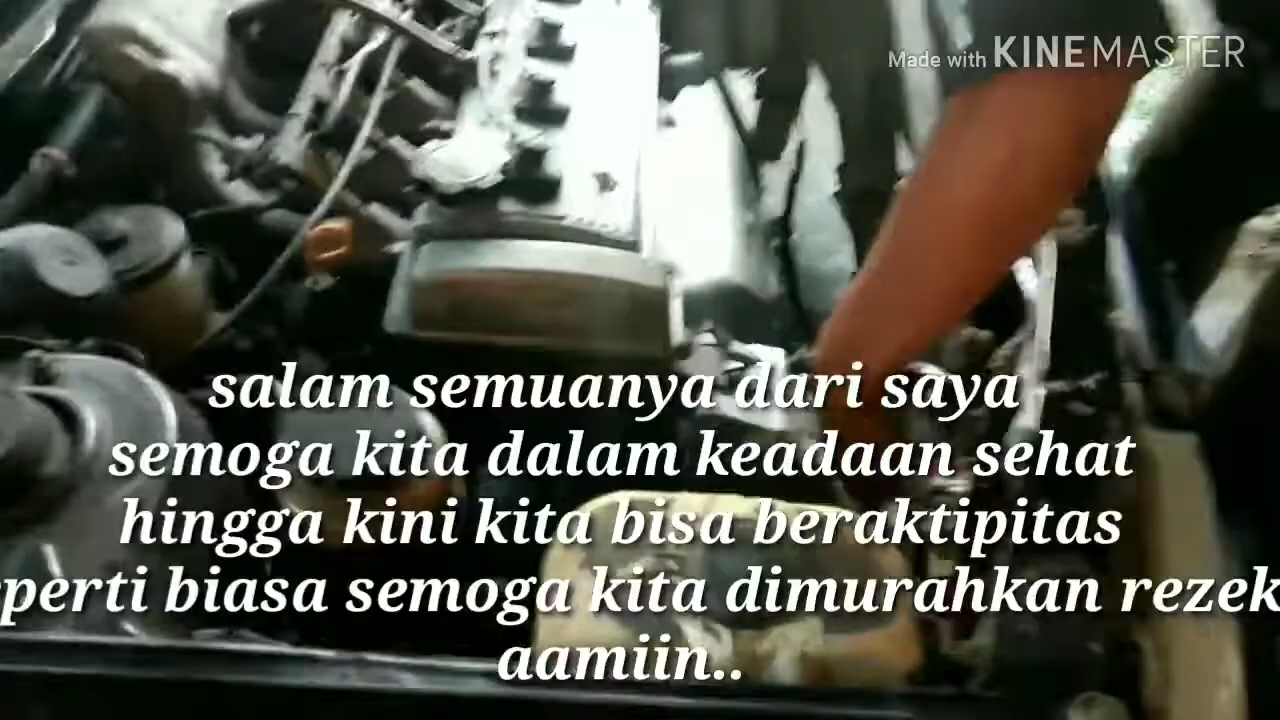 Made with KINEMASTER
salam semuanya dari saya
semoga kita dalam keadaan sehat
hingga kini kita bisa beraktipitas
perti biasa semoga kita dimurahkan rezek
aamiin..